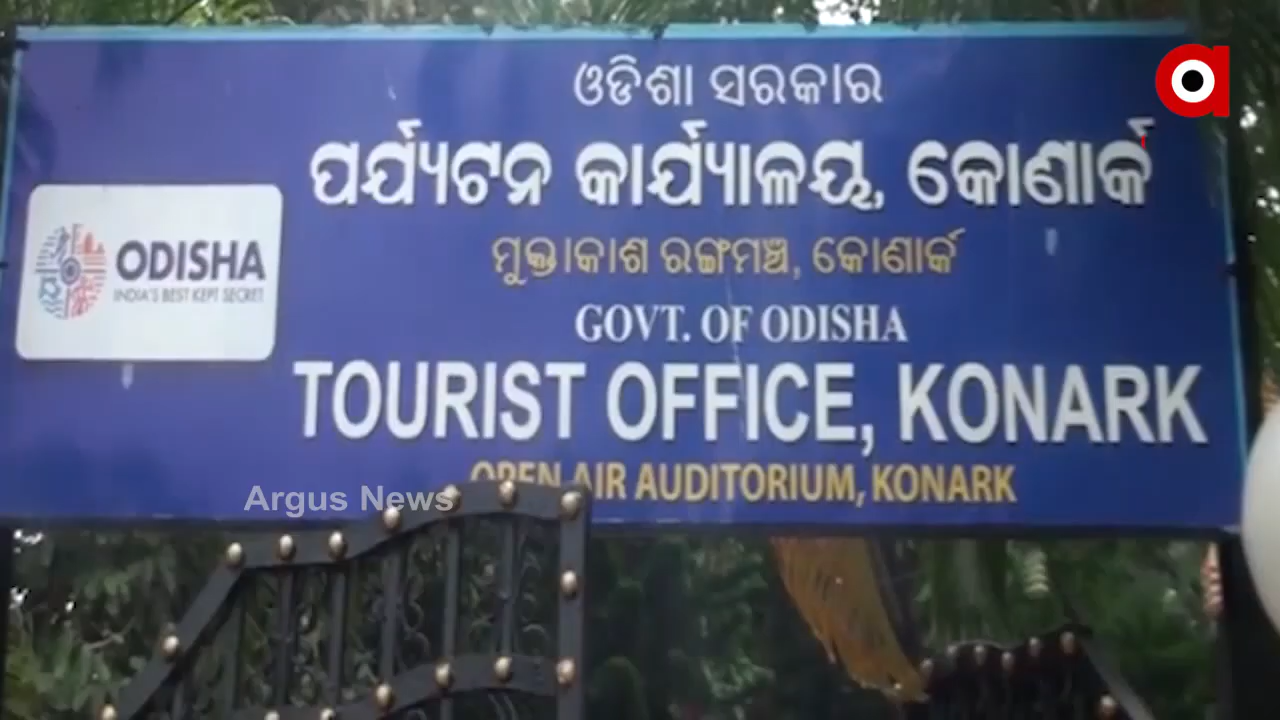 ଓଡିଶା ସରକାର
ପର୍ଯ୍ୟଟନ କାର୍ଯ୍ୟାଳୟ, କୋଣାର୍କ
ମୁକ୍ତାକାଶ ରଙ୍ଗମଞ୍ଚ, କୋଣାର୍କ
ODISHA
INDIA'S BEST KEPT SECRET
GOVT. OF ODISHA
TOURIST OFFICE, KONARK
OPEN AIR AUDITORIUM, KONARK
Argus News